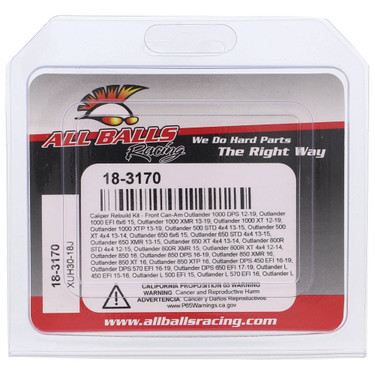 ALL BALLS
Racing
We Do Hard Parts
The Right Way
18-3170
Caliper Rebuild Kit - Front Can-Am Outlander 1000 DPS 12-19, Outlander
1000 EFI 6x6 15, Outlander 1000 XMR 13-19, Outlander 1000 XT 12-19,
Outlander 1000 XTP 13-19, Outlander 500 STD 4x4 13-15, Outlander 500
XT 4x4 13-14, Outlander 650 6x6 15, Outlander 650 STD 4x4 13-15,
Outlander 650 XMR 13-15, Outlander 650 XT 4x4 13-14, Outlander 800R
STD 4x4 12-15, Outlander 800R XMR 11-15, Outlander 800R XT 4x4 12-14,
Outlander 850 16, Outlander 850 DPS 16-19, Outlander 850 XMR 16,
Outlander 850 XT 16, Outlander 850 XTP 16, Outlander DPS 450 EFI 16-19,
Outlander DPS 570 EFI 16-19, Outlander DPS 650 EFI 17-19, Outlander L
450 EFI 15-16, Outlander L 500 EFI 15, Outlander L 570 EFI 16, Outlander L
CALIFORNIA PROPOSITION 65
WARNING: Cancer and Reproductive Harm
ADVERTENCIA: Cancer y Daños Reproductivos
www.P65Warnings.ca.gov
18-3170
XUH30-18J
www.allballsracing.com